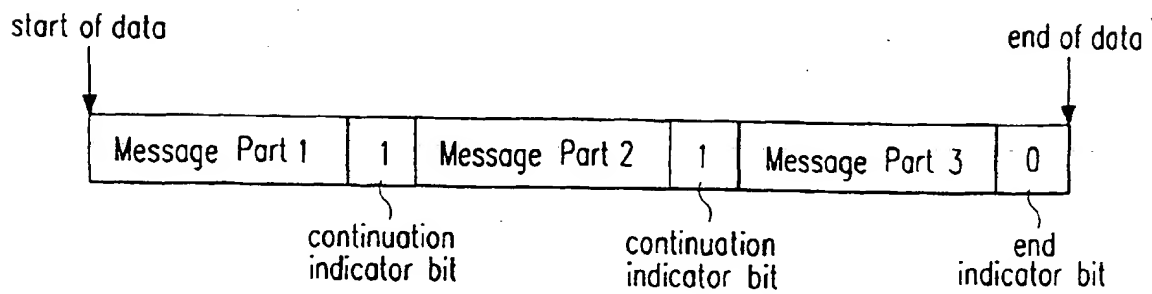 start of data
end of data
Message Part 1 1 Message Part 2 1 Message Part 3 0
continuation
indicator bit
continuation
indicator bit
end
indicator bit